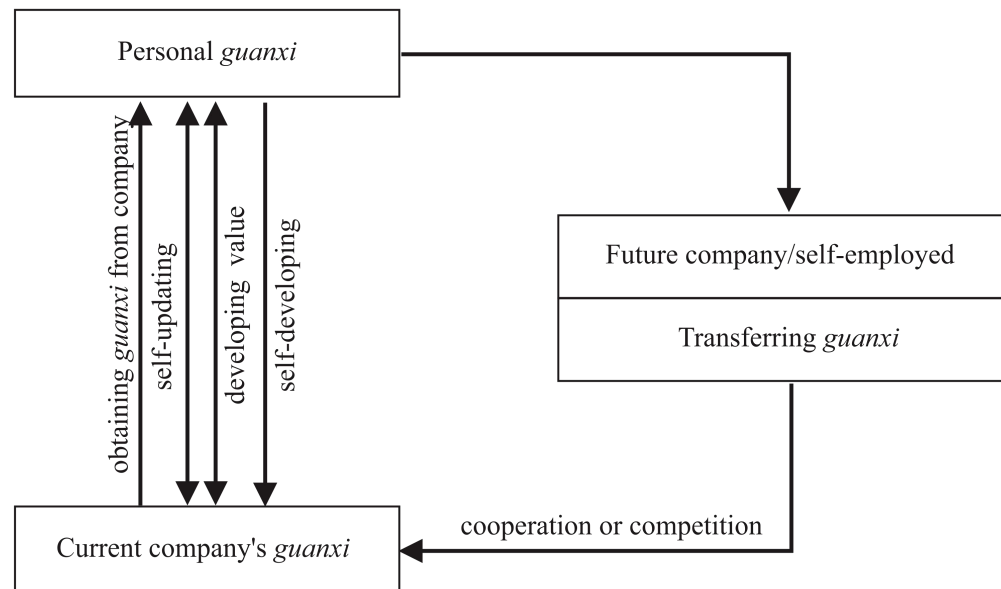 Personal guanxi
obtaining guanxi from company
self-updating
developing value
self-developing
Future company/self-employed
Transferring guanxi
cooperation or competition
Current company's guanxi